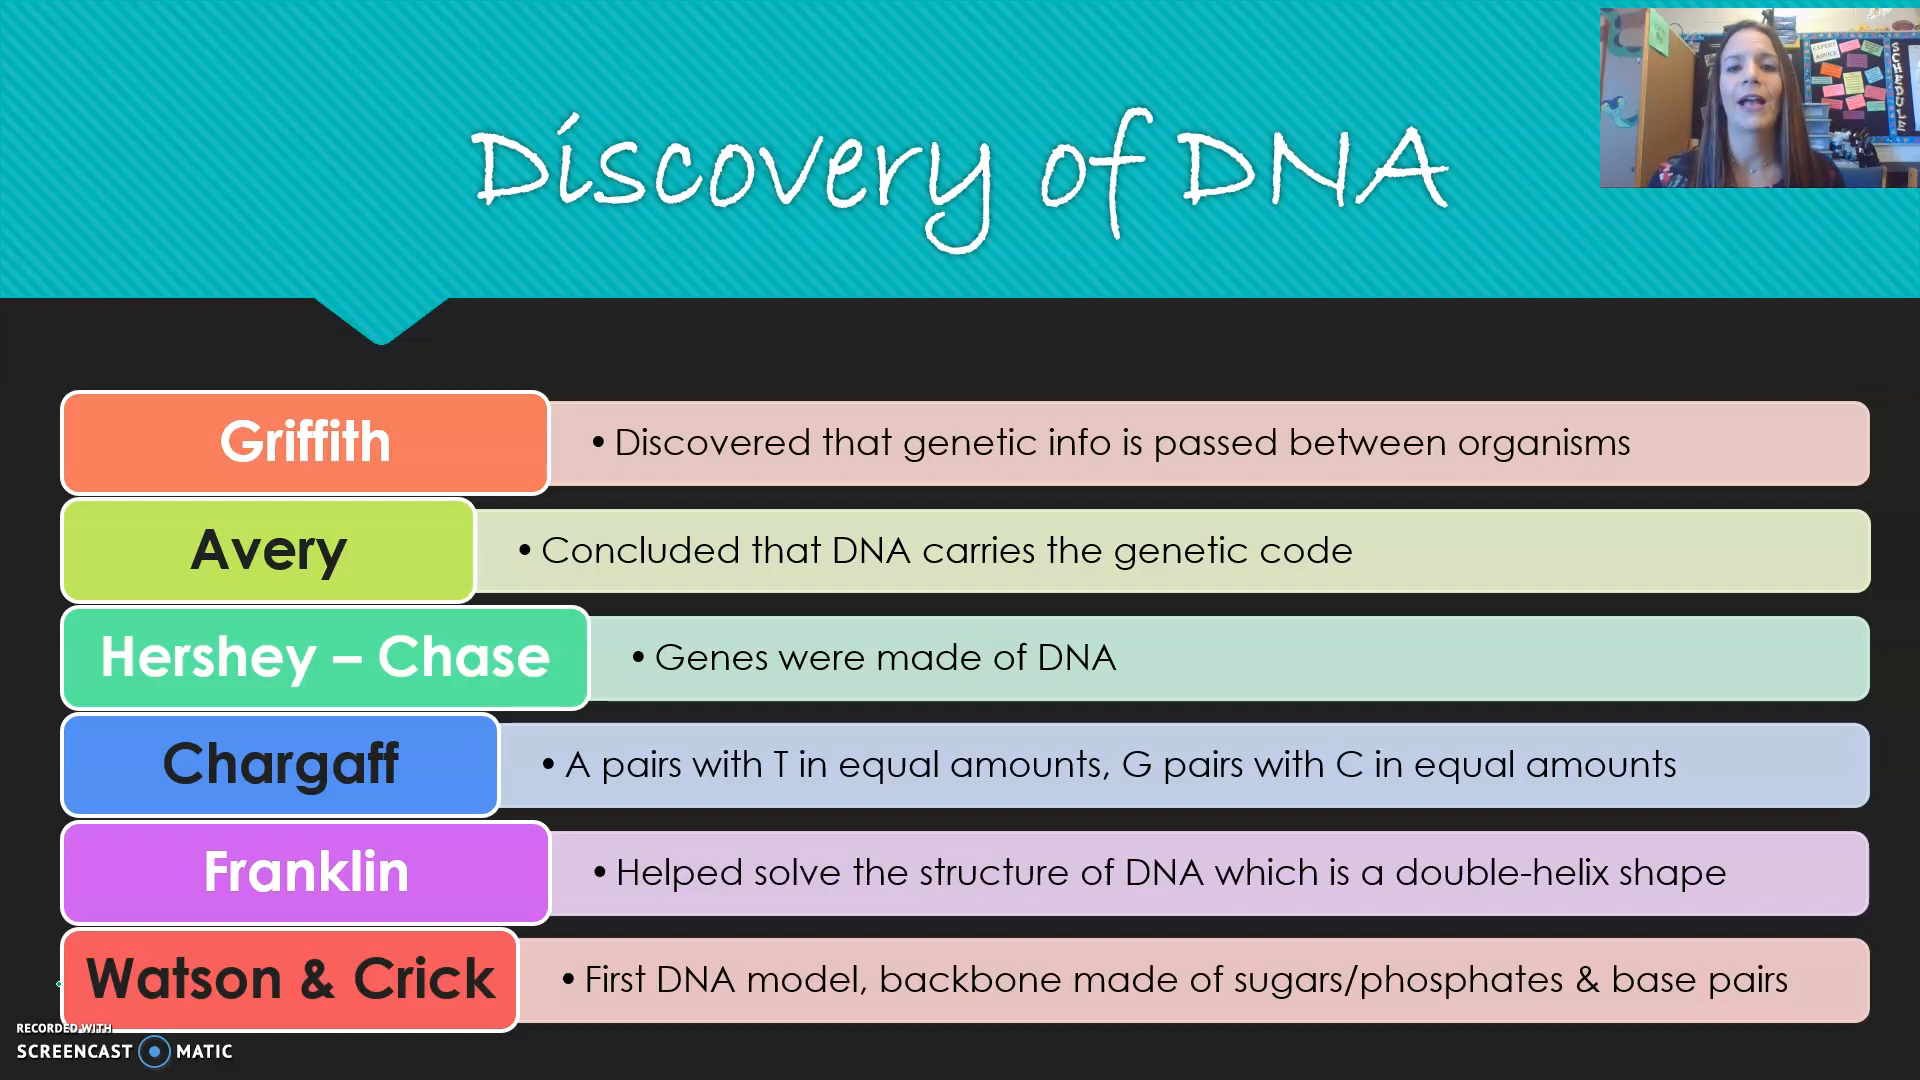 Discovery of DNA
EXPERT
ADVICE
SCHEDULE
Griffith
• Discovered that genetic info is passed between organisms
Avery
• Concluded that DNA carries the genetic code
Hershey – Chase
• Genes were made of DNA
Chargaff
• A pairs with T in equal amounts, G pairs with C in equal amounts
Franklin
• Helped solve the structure of DNA which is a double-helix shape
Watson & Crick
• First DNA model, backbone made of sugars/phosphates & base pairs
RECORDED WITH
SCREENCAST MATIC